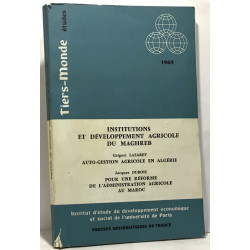 études
Tiers-Monde
1965
INSTITUTIONS
ET DÉVELOPPEMENT AGRICOLE
DU MAGHREB
Grigori LAZAREV
AUTO-GESTION AGRICOLE EN ALGÉRIE
Jacques DUBOIS
POUR UNE RÉFORME
DE L'ADMINISTRATION AGRICOLE
AU MAROC
Institut d'étude du développement économique
et social de l'université de Paris
PRESSES UNIVERSITAIRES DE FRANCE